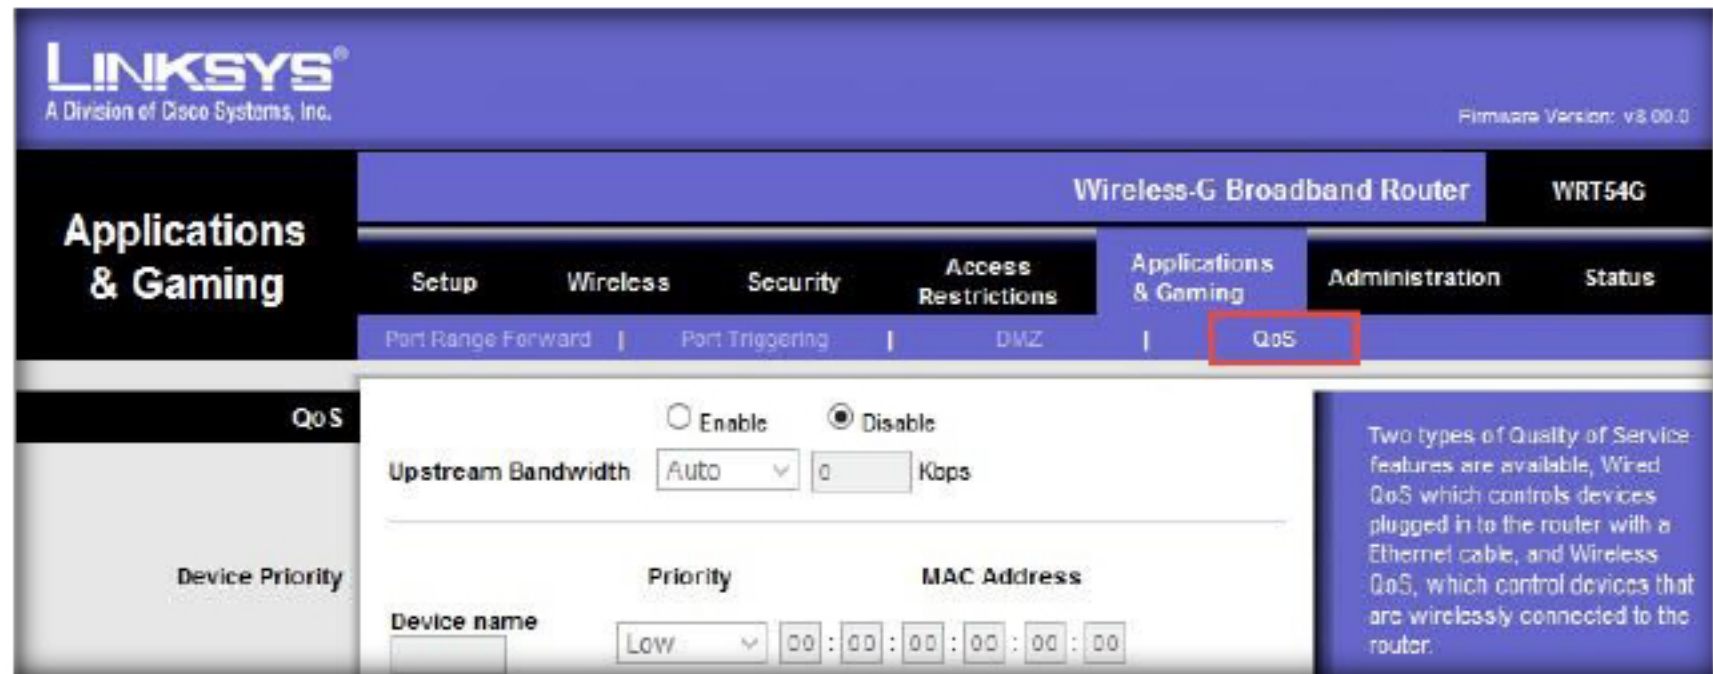 LINKSYS®
A Division of Cisco Systems, Inc.
Firmware Version: v8.00.0
Wireless-G Broadband Router
WRT54G
Applications
& Gaming
Setup
Wireless
Security
Access
Restrictions
Applications
& Gaming
Administration
Status
Port Range Forward | Port Triggering | DMZ | QoS
QoS
Enable Disable
Upstream Bandwidth Auto 0 Kbps
Device Priority
Priority MAC Address
Device name
Low 00 : 00 : 00 : 00 : 00 : 00
Two types of Quality of Service
features are available, Wired
QoS which controls devices
plugged in to the router with a
Ethernet cable, and Wireless
QoS, which control devices that
are wirelessly connected to the
router.